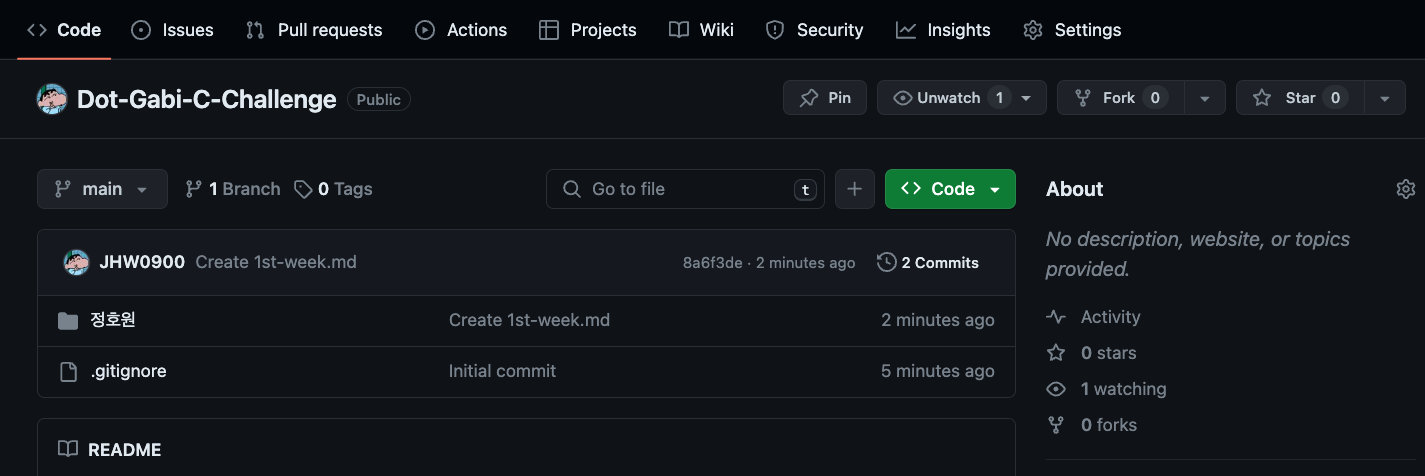 Code Issues Pull requests Actions Projects Wiki Security Insights Settings
Dot-Gabi-C-Challenge Public Pin Unwatch 1 Fork 0 Star 0
main 1 Branch 0 Tags Go to file t Code About
No description, website, or topics
provided.
JHW0900 Create 1st-week.md 8a6f3de · 2 minutes ago 2 Commits
정호원 Create 1st-week.md 2 minutes ago
.gitignore Initial commit 5 minutes ago
README
Activity
0 stars
1 watching
0 forks